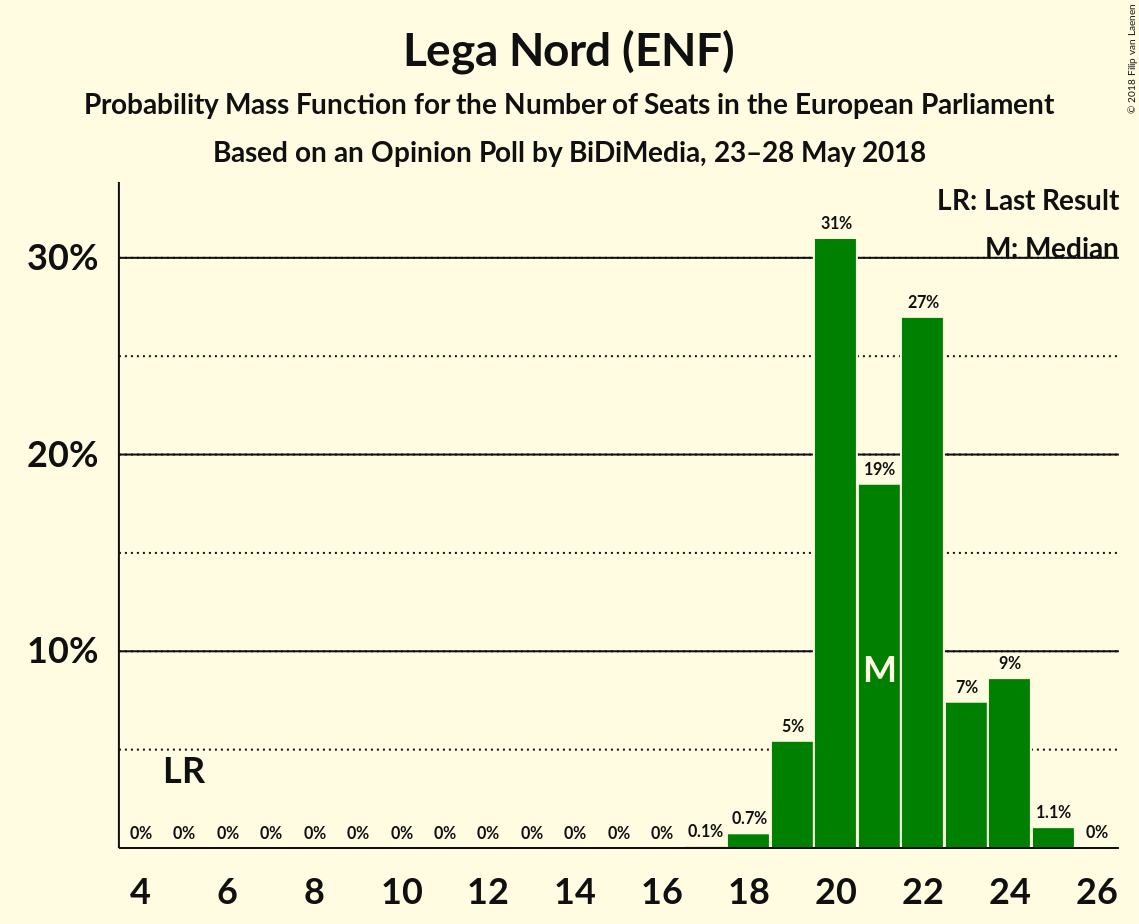 Lega Nord (ENF)
Probability Mass Function for the Number of Seats in the European Parliament
Based on an Opinion Poll by BiDiMedia, 23–28 May 2018
© 2018 Filip van Laenen
LR: Last Result
M: Median
30%
20%
10%
31%
27%
19%
M
9%
7%
5%
LR
0% 0% 0% 0% 0% 0% 0% 0% 0% 0% 0% 0% 0% 0.1% 0.7% 1.1% 0%
4 6 8 10 12 14 16 18 20 22 24 26